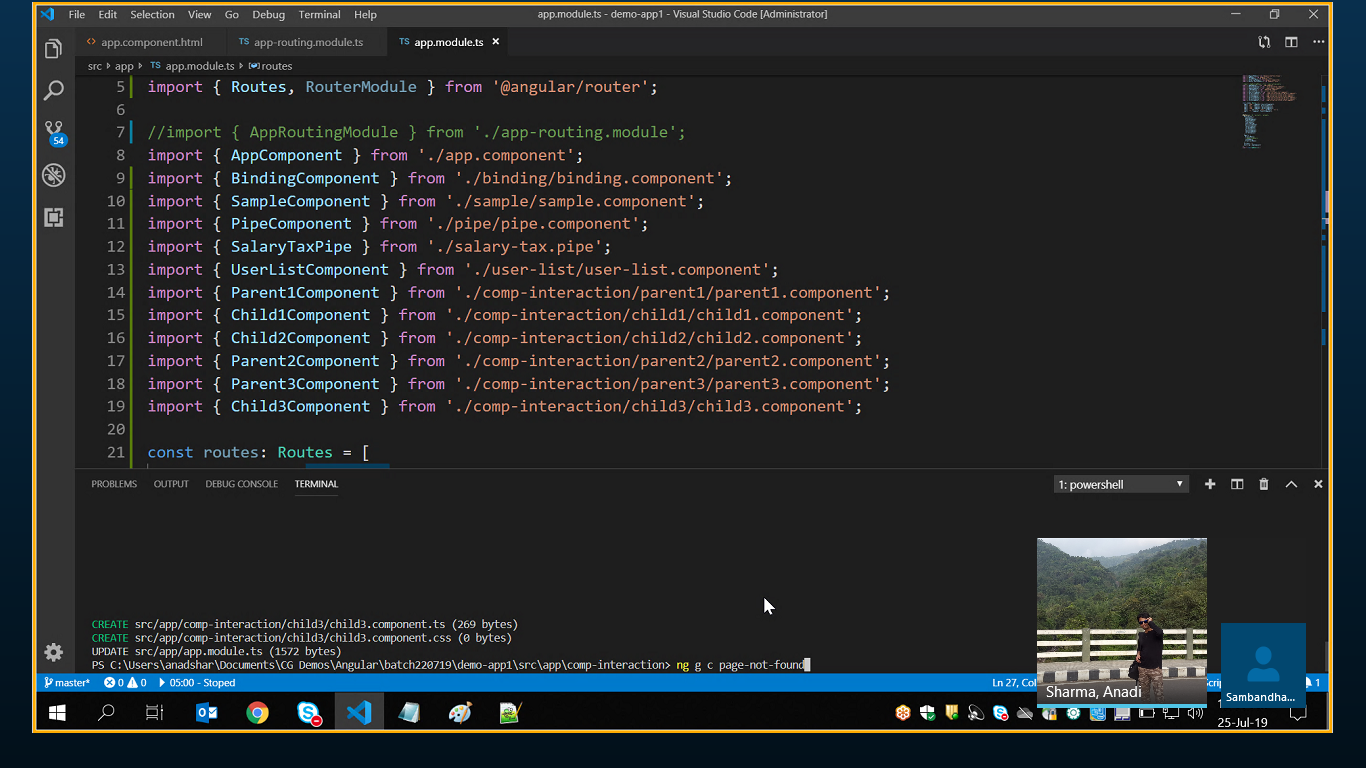 File Edit Selection View Go Debug Terminal Help app.module.ts - demo-app1 - Visual Studio Code [Administrator]
app.component.html TS app-routing.module.ts TS app.module.ts
src app TS app.module.ts routes
5 import { Routes, RouterModule } from '@angular/router';
6
7 //import { AppRoutingModule } from './app-routing.module';
8 import { AppComponent } from './app.component';
9 import { BindingComponent } from './binding/binding.component';
10 import { SampleComponent } from './sample/sample.component';
11 import { PipeComponent } from './pipe/pipe.component';
12 import { SalaryTaxPipe } from './salary-tax.pipe';
13 import { UserListComponent } from './user-list/user-list.component';
14 import { Parent1Component } from './comp-interaction/parent1/parent1.component';
15 import { Child1Component } from './comp-interaction/child1/child1.component';
16 import { Child2Component } from './comp-interaction/child2/child2.component';
17 import { Parent2Component } from './comp-interaction/parent2/parent2.component';
18 import { Parent3Component } from './comp-interaction/parent3/parent3.component';
19 import { Child3Component } from './comp-interaction/child3/child3.component';
20
21 const routes: Routes = [
54
PROBLEMS OUTPUT DEBUG CONSOLE TERMINAL 1: powershell
CREATE src/app/comp-interaction/child3/child3.component.ts (269 bytes)
CREATE src/app/comp-interaction/child3/child3.component.css (0 bytes)
UPDATE src/app/app.module.ts (1572 bytes)
PS C:\Users\anadshar\Documents\CG Demos\Angular\batch220719\demo-app1\src\app\comp-interaction> ng g c page-not-found
master* 0 0 05:00 - Stoped Ln 27, Col 1
Sharma, Anadi
Sambandha...
25-Jul-19